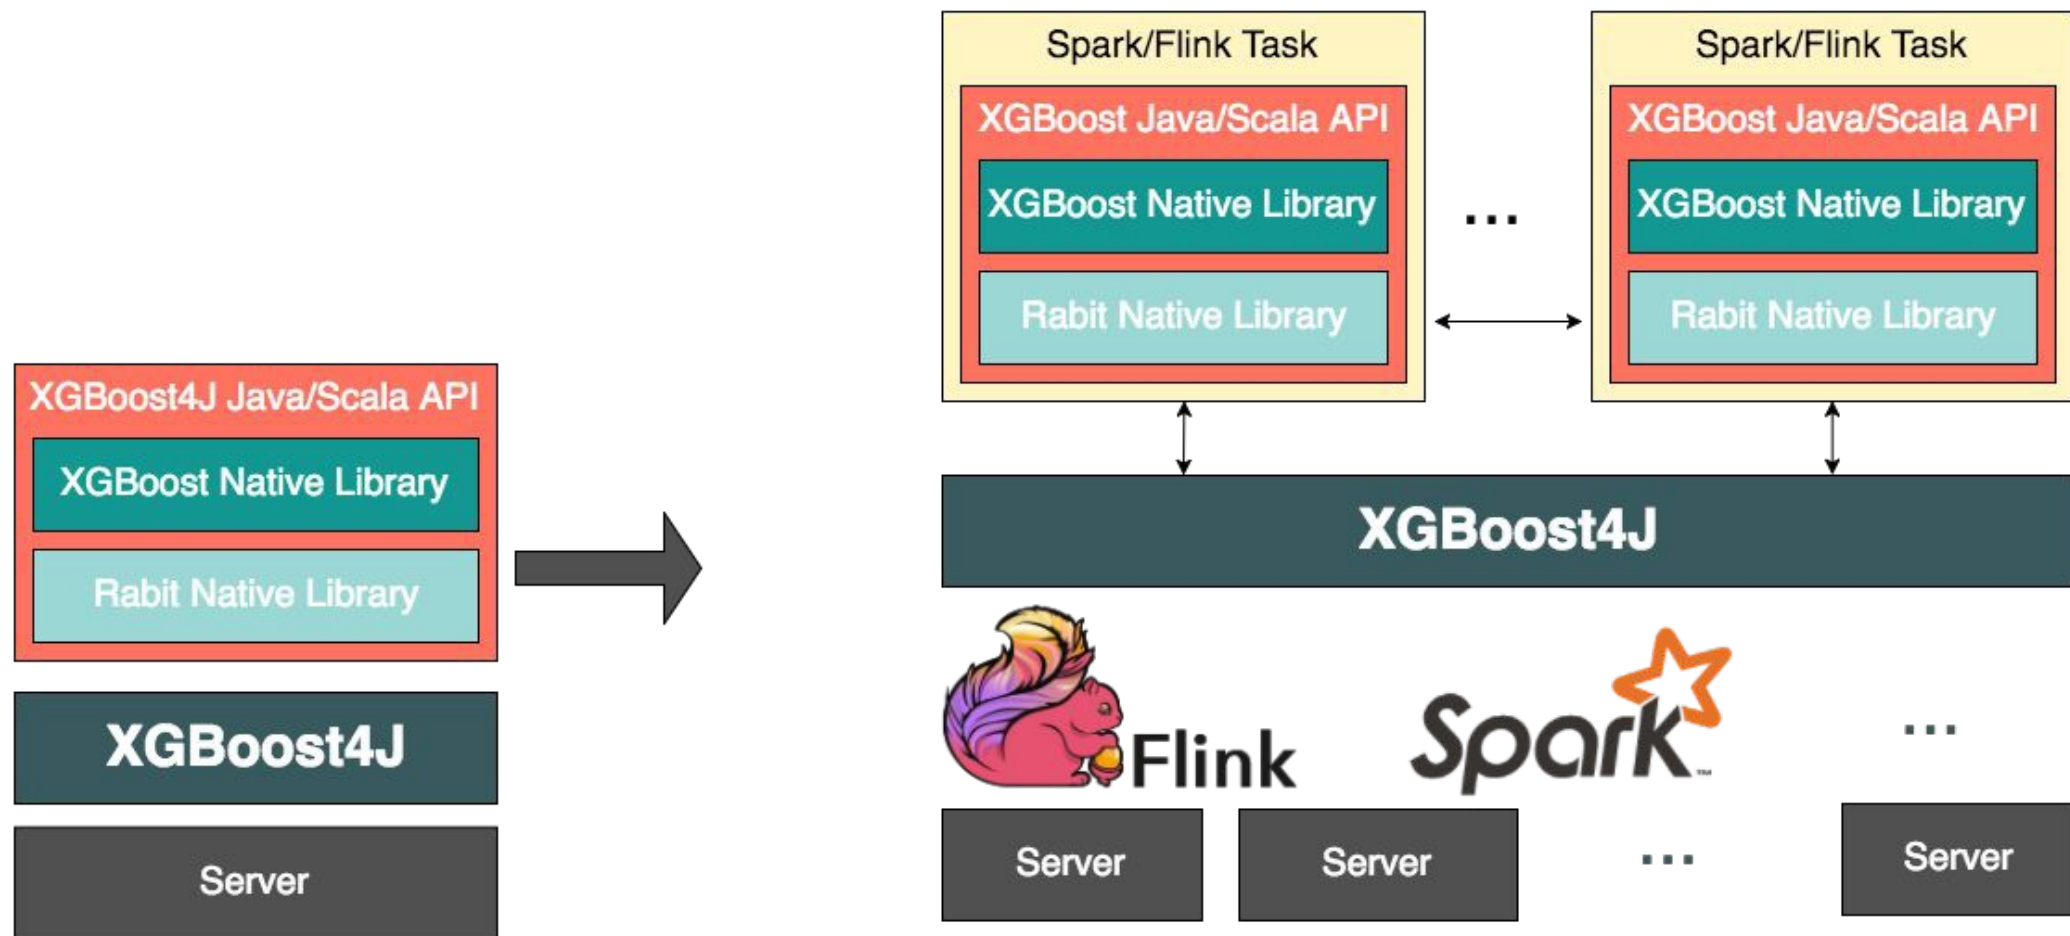 XGBoost4J Java/Scala API
XGBoost Native Library
Rabit Native Library
XGBoost4J
Server
Spark/Flink Task
XGBoost Java/Scala API
XGBoost Native Library
Rabit Native Library
...
Spark/Flink Task
XGBoost Java/Scala API
XGBoost Native Library
Rabit Native Library
XGBoost4J
Flink
Spark™
...
Server
Server
...
Server